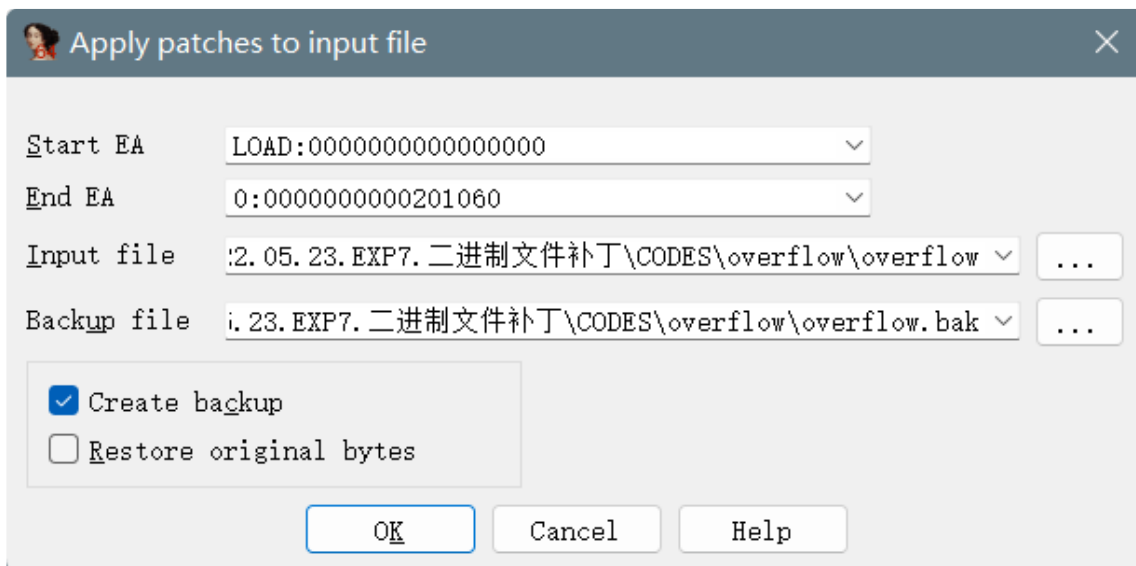 Apply patches to input file
Start EA LOAD:0000000000000000
End EA 0:0000000000201060
Input file :2.05.23.EXP7.二进制文件补丁\CODES\overflow\overflow ...
Backup file .23.EXP7.二进制文件补丁\CODES\overflow\overflow.bak ...
Create backup
Restore original bytes
OK Cancel Help